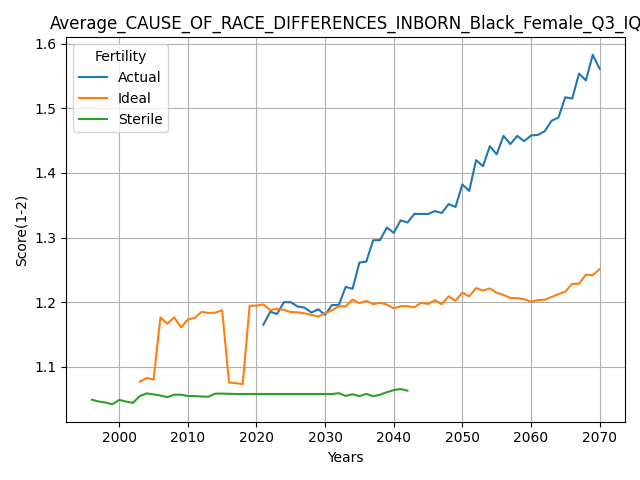 Average_CAUSE_OF_RACE_DIFFERENCES_INBORN_Black_Female_Q3_IQ
Fertility
Actual
Ideal
Sterile
Score(1-2)
1.6
1.5
1.4
1.3
1.2
1.1
2000 2010 2020 2030 2040 2050 2060 2070
Years